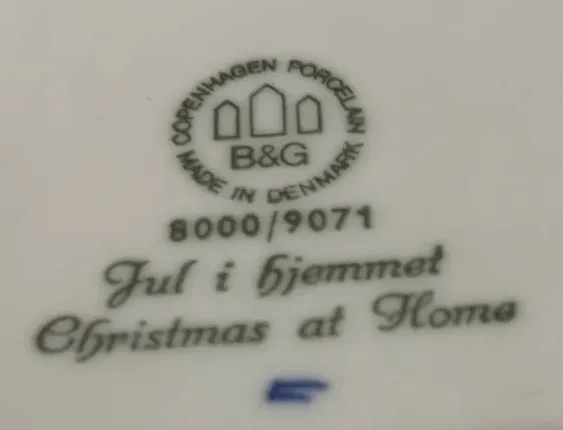 COPENHAGEN PORCELAIN
B&G
MADE IN DENMARK
8000/9071
Jul i hjemmet
Christmas at Home